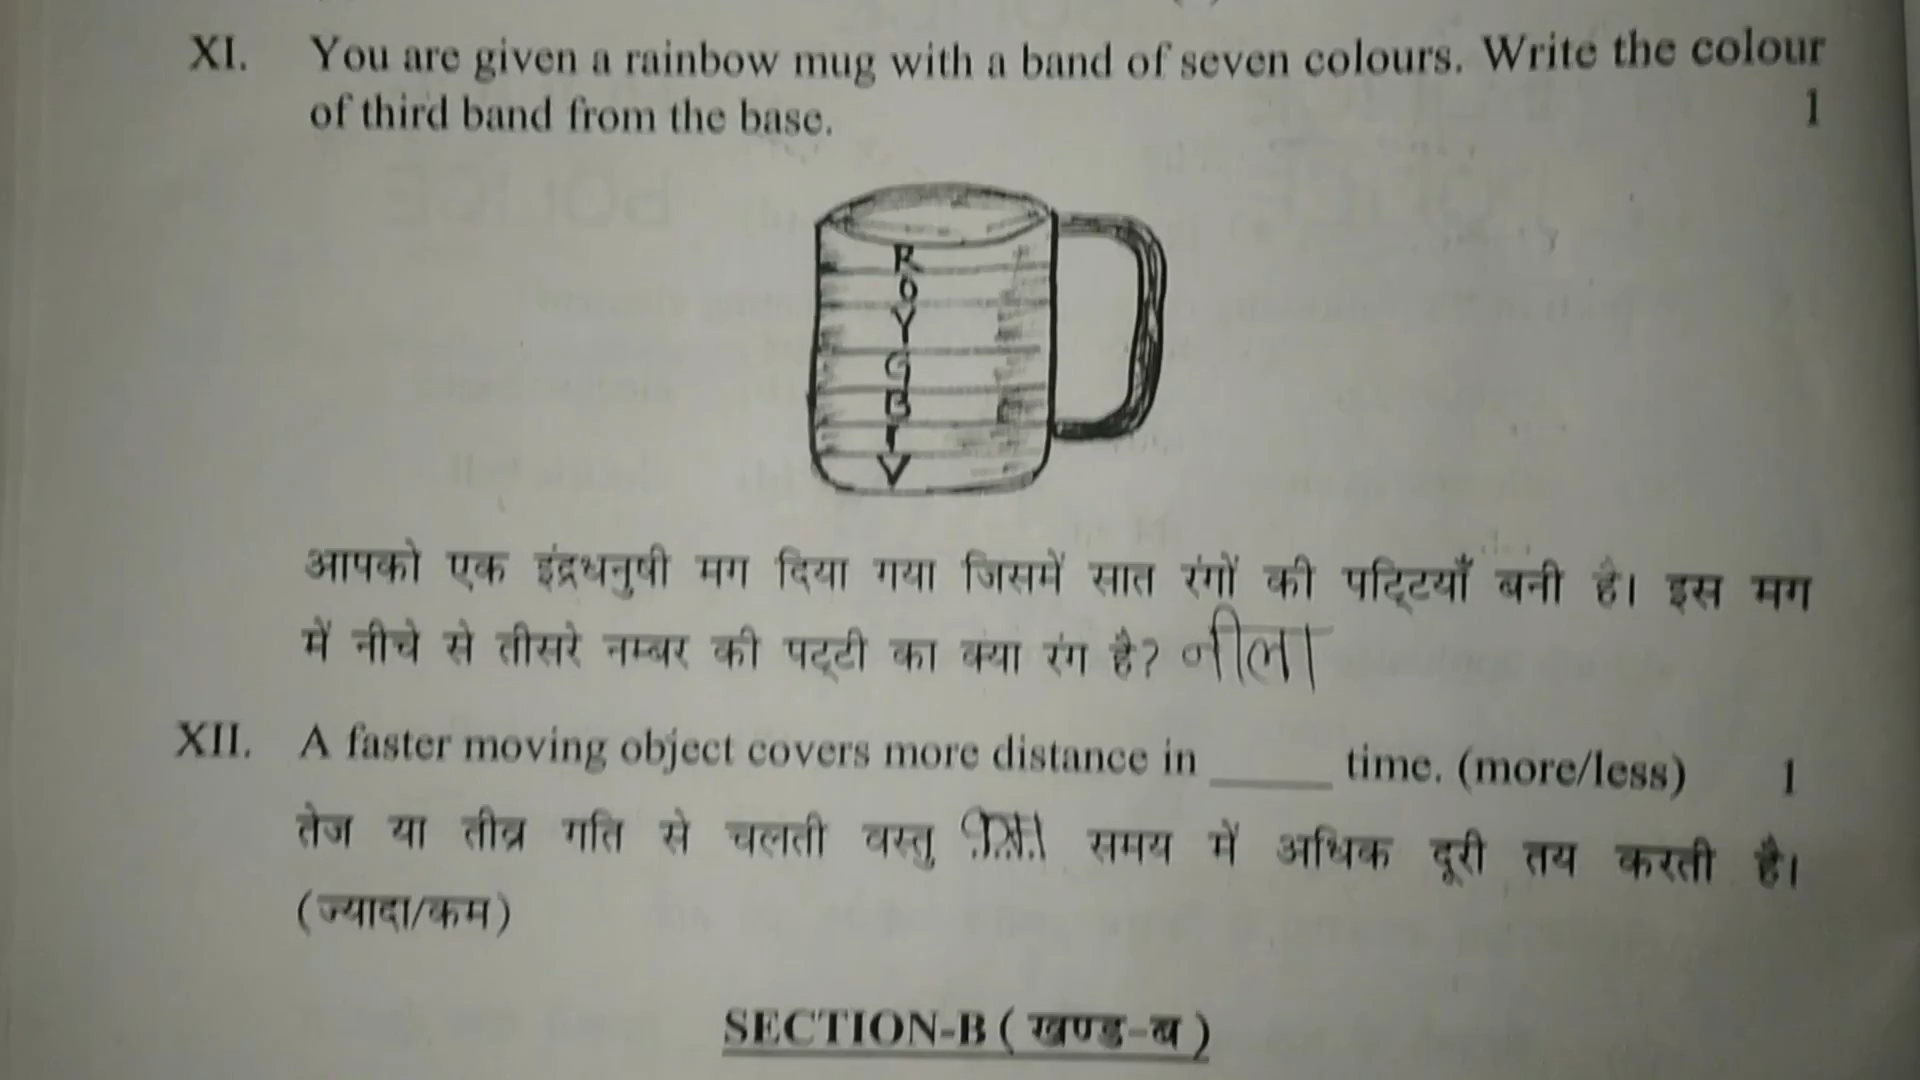 XI. You are given a rainbow mug with a band of seven colours. Write the colour
of third band from the base. 1
R
O
Y
G
B
I
V
आपको एक इंद्रधनुषी मग दिया गया जिसमें सात रंगों की पट्टियाँ बनी है। इस मग
में नीचे से तीसरे नम्बर की पट्टी का क्या रंग है? नीला
XII. A faster moving object covers more distance in _____ time. (more/less) 1
तेज या तीव्र गति से चलती वस्तु समय में अधिक दूरी तय करती है।
(ज्यादा/कम)
SECTION-B ( खण्ड-ब )